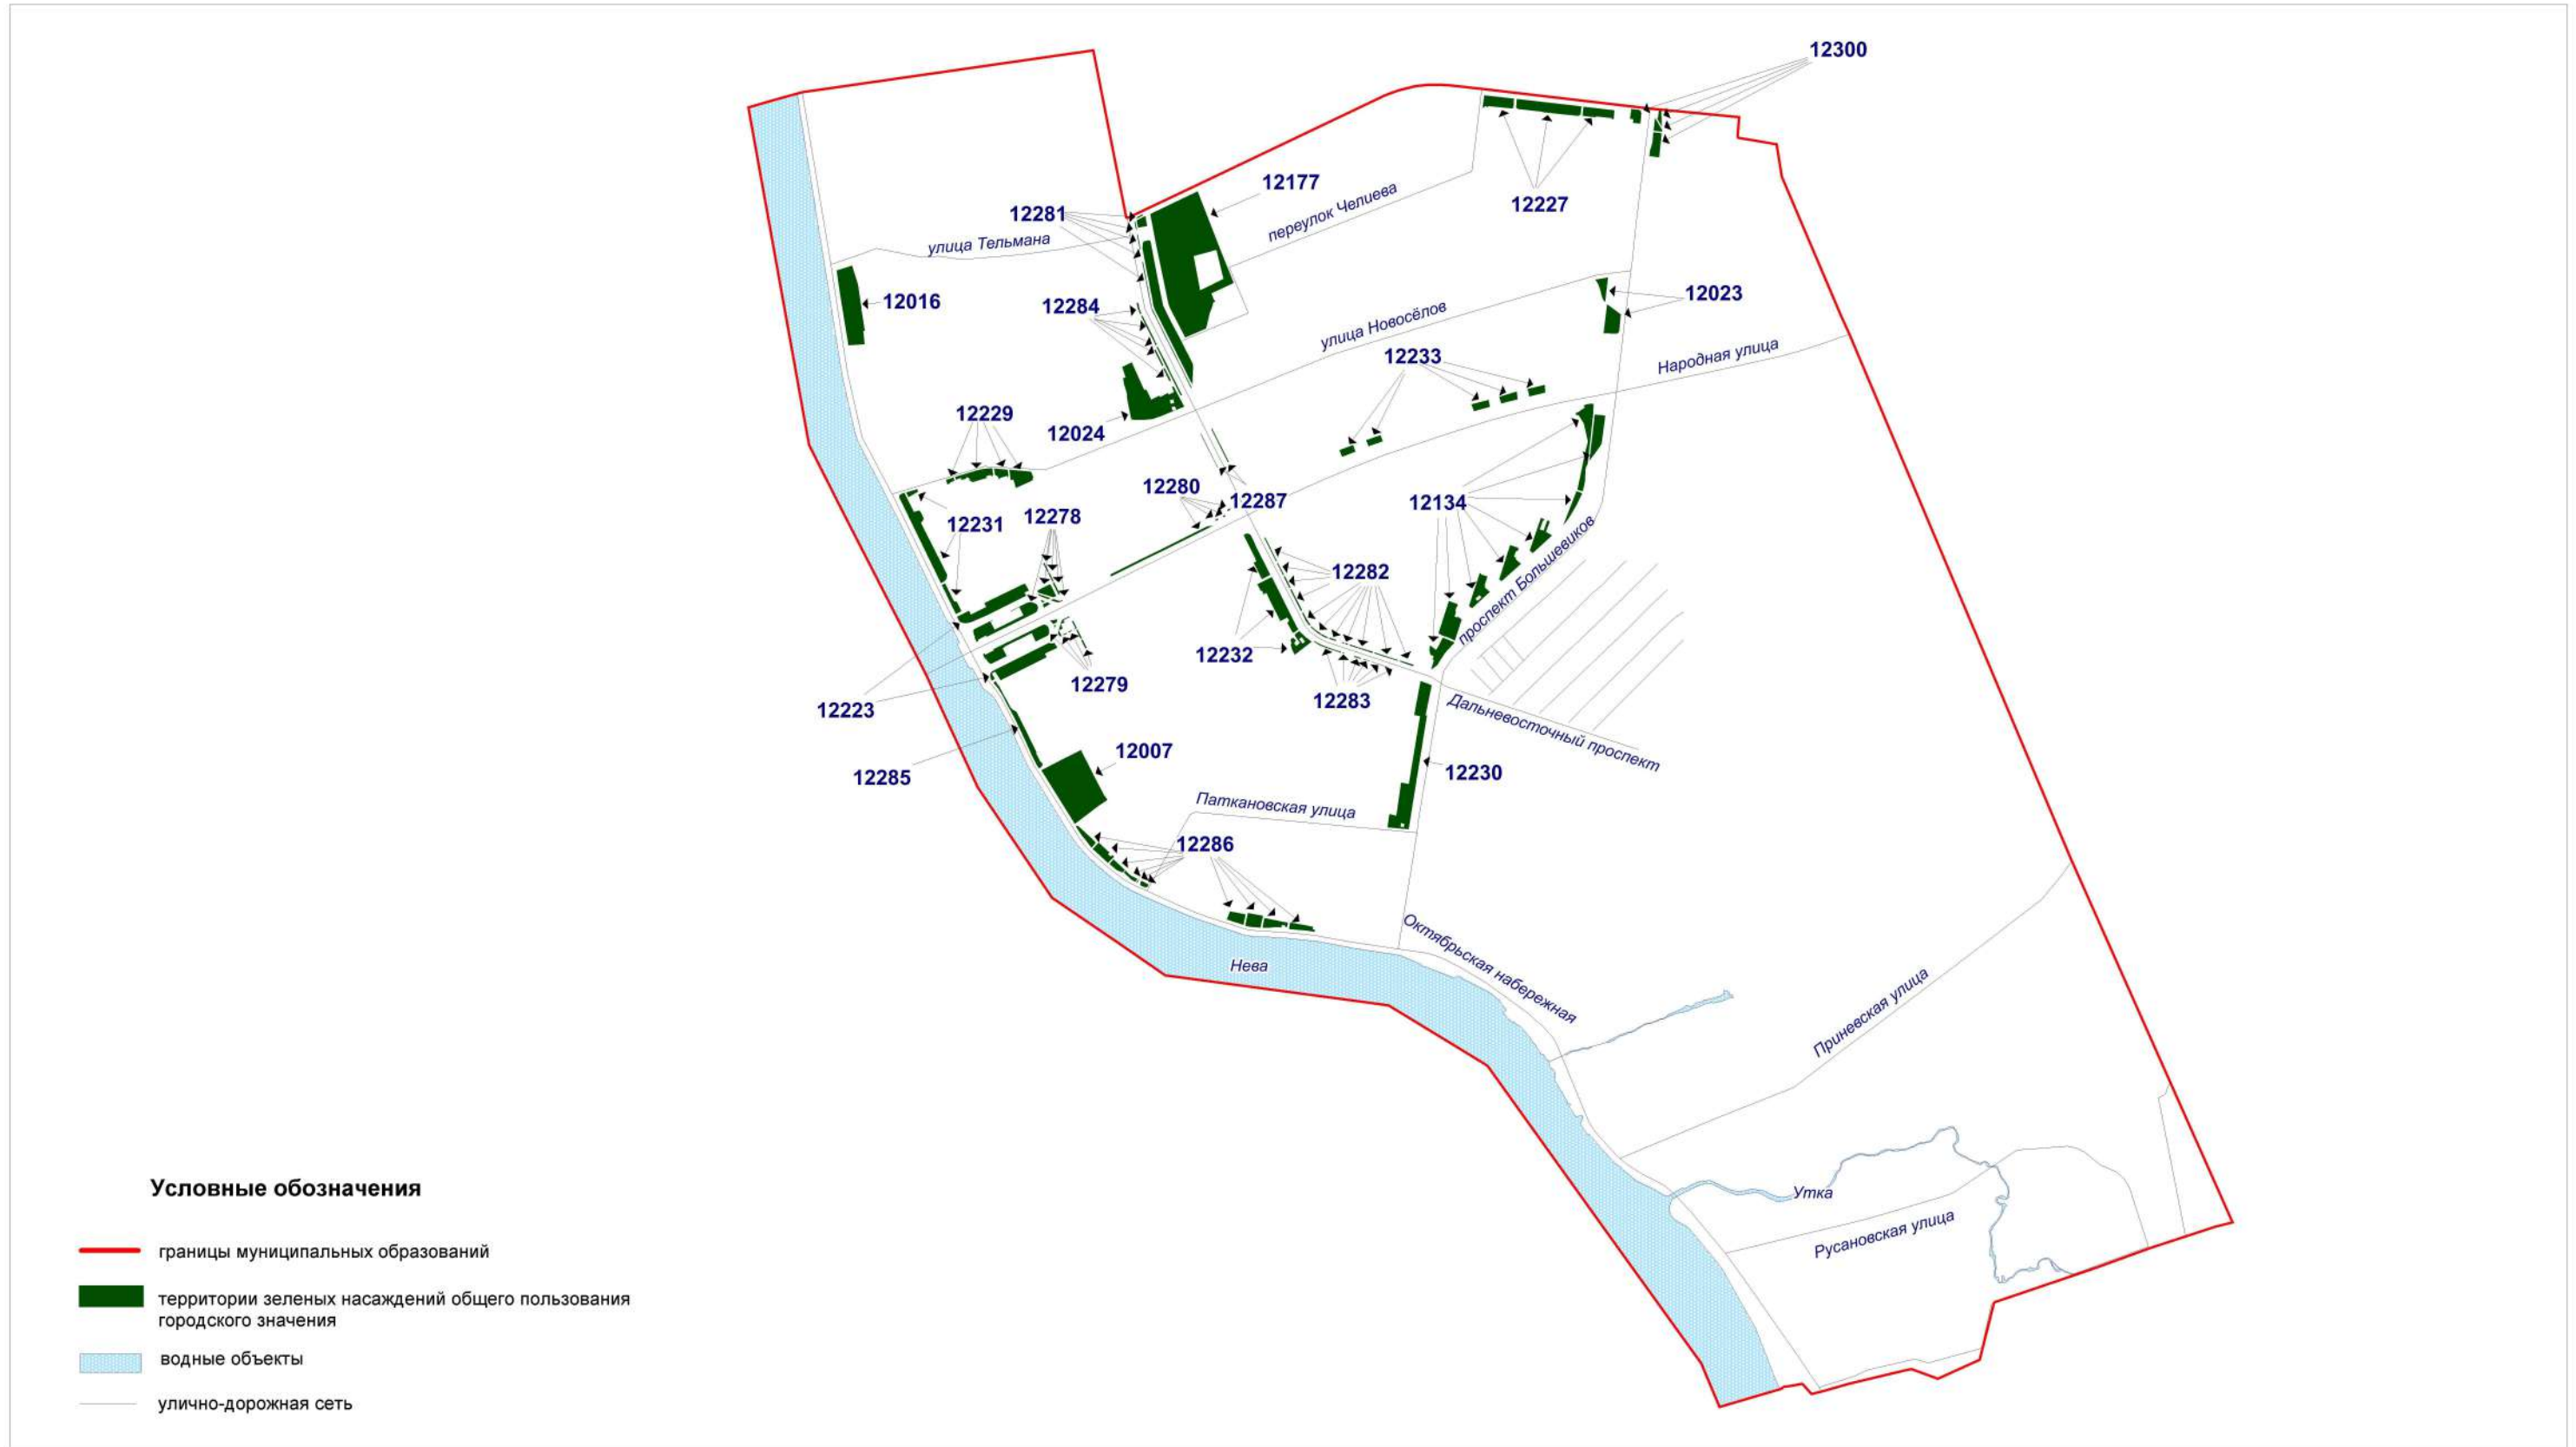 12300
12177
12281
переулок Челиева
12227
улица Тельмана
12016
12284
12023
улица Новосёлов
12233
Народная улица
12229
12024
12280
12287
12134
12231
12278
проспект Большевиков
12282
12232
12279
12283
12223
Дальневосточный проспект
12007
12285
12230
Паткановская улица
12286
Октябрьская набережная
Нева
Приневская улица
Утка
Русановская улица
Условные обозначения
границы муниципальных образований
территории зеленых насаждений общего пользования
городского значения
водные объекты
улично-дорожная сеть